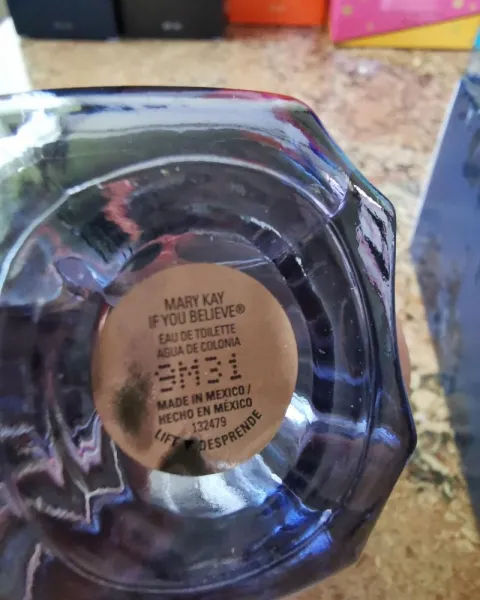 MARY KAY
IF YOU BELIEVE®
EAU DE TOILETTE
AGUA DE COLONIA
9M31
MADE IN MEXICO /
HECHO EN MÉXICO
132479
LIFT ▼ DESPRENDE